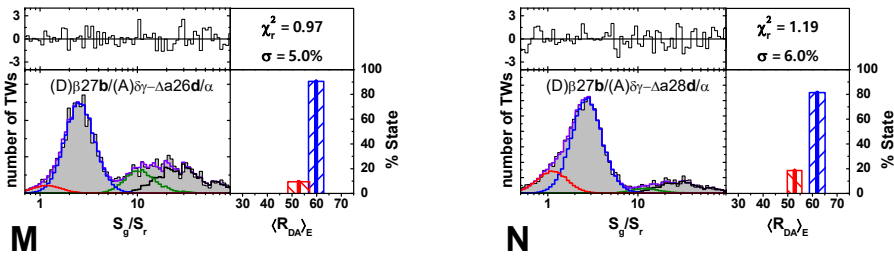 3
0
-3
χ²r = 0.97
σ = 5.0%
(D)β27b/(A)δγ−Δa26d/α
number of TWs
1
10
Sg/Sr
30 40 50 60 70
⟨RDA⟩E
100
80
60
40
20
0
% State
M
3
0
-3
χ²r = 1.19
σ = 6.0%
(D)β27b/(A)δγ−Δa28d/α
number of TWs
1
10
Sg/Sr
30 40 50 60 70
⟨RDA⟩E
100
80
60
40
20
0
% State
N